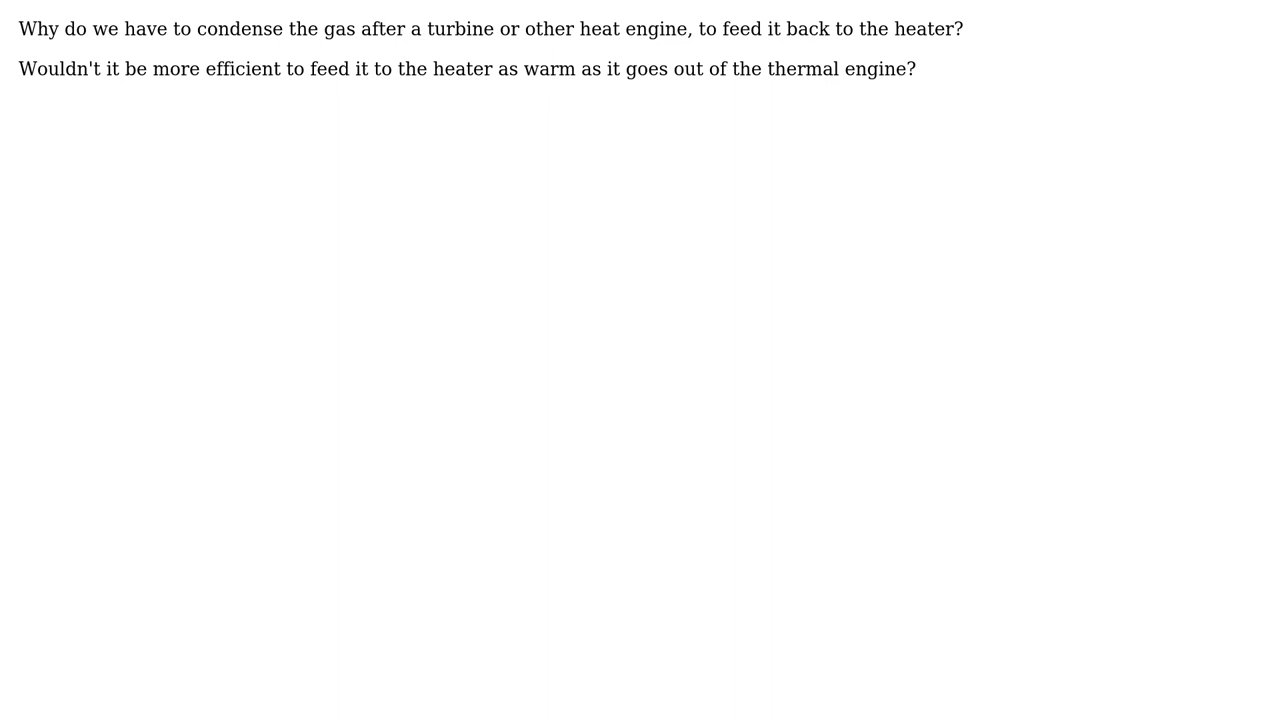 Why do we have to condense the gas after a turbine or other heat engine, to feed it back to the heater?
Wouldn't it be more efficient to feed it to the heater as warm as it goes out of the thermal engine?